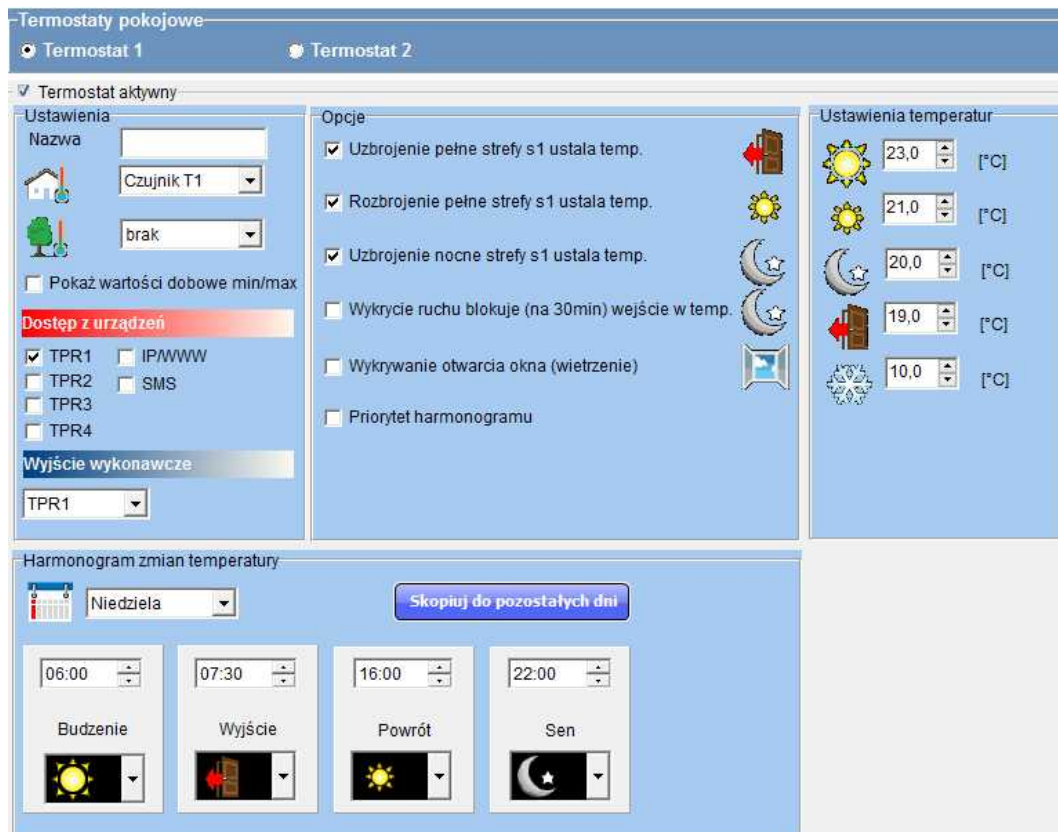 Termostaty pokojowe
Termostat 1
Termostat 2
Termostat aktywny
Ustawienia
Nazwa
Czujnik T1
brak
Pokaż wartości dobowe min/max
Dostęp z urządzeń
TPR1
IP/WWW
TPR2
SMS
TPR3
TPR4
Wyjście wykonawcze
TPR1
Opcje
Uzbrojenie pełne strefy s1 ustala temp.
Rozbrojenie pełne strefy s1 ustala temp.
Uzbrojenie nocne strefy s1 ustala temp.
Wykrycie ruchu blokuje (na 30min) wejście w temp.
Wykrywanie otwarcia okna (wietrzenie)
Priorytet harmonogramu
Ustawienia temperatur
23,0 [°C]
21,0 [°C]
20,0 [°C]
19,0 [°C]
10,0 [°C]
Harmonogram zmian temperatury
Niedziela
Skopiuj do pozostałych dni
06:00
07:30
16:00
22:00
Budzenie
Wyjście
Powrót
Sen